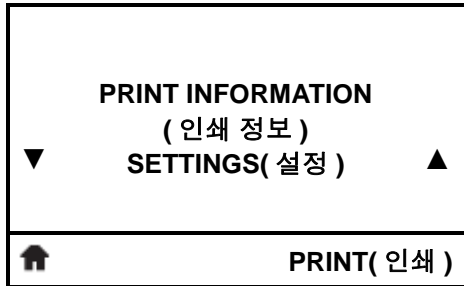 PRINT INFORMATION
( 인쇄 정보 )
▼ SETTINGS( 설정 ) ▲
PRINT( 인쇄 )